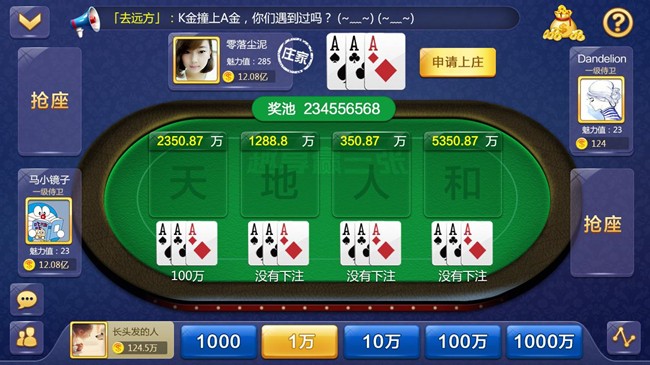 「去远方」：K金撞上A金，你们遇到过吗？(~__~) (~__~)
?
抢座
零落尘泥
魅力值：285
12.08亿
庄家
A A A
申请上庄
Dandelion
一级侍卫
魅力值：23
124
奖池 234556568
2350.87 万
1288.8 万
350.87 万
5350.87 万
天 地 人 和
马小镜子
一级侍卫
魅力值：23
12.08亿
抢座
A A A
A A A
A A A
A A A
100万
没有下注
没有下注
没有下注
长头发的人
124.5万
1000
1万
10万
100万
1000万